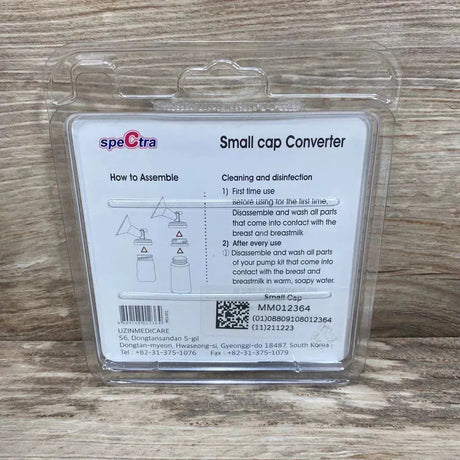 speCtra
Small cap Converter
How to Assemble
Cleaning and disinfection
1) First time use
Before using for the first time,
Disassemble and wash all parts
that come into contact with the
breast and breastmilk
2) After every use
① Disassemble and wash all parts
of your pump kit that come into
contact with the breast and
breastmilk in warm, soapy water.
Small Cap
MM012364
(01)08809108012364
(11)211223
UZINMEDICARE
56, Dongtansandan 5-gil
Dongtan-myeon, Hwaseong-si, Gyeonggi-do 18487, South Korea
Tel : +82-31-375-1076 Fax : +82-31-375-1079